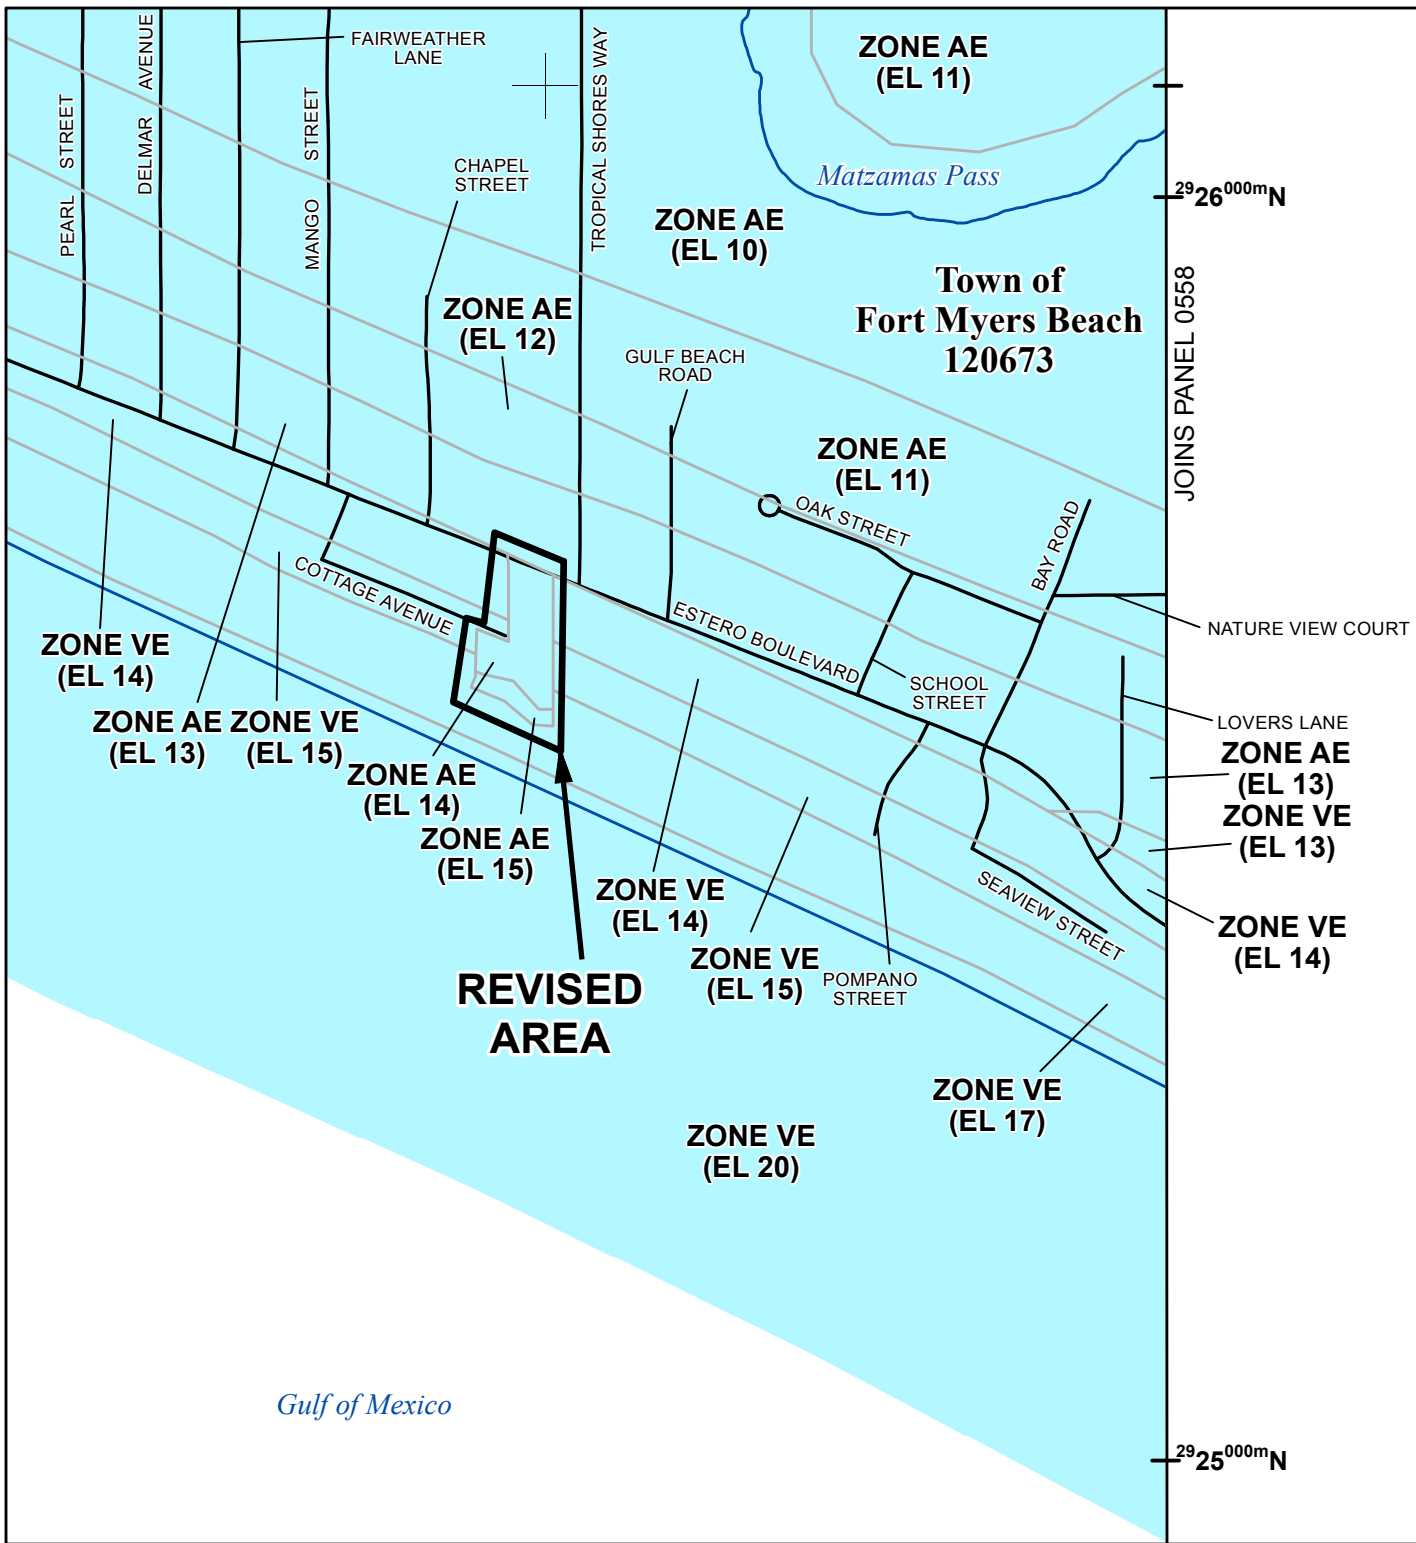 PEARL STREET
DELMAR AVENUE
FAIRWEATHER
LANE
MANGO STREET
CHAPEL
STREET
TROPICAL SHORES WAY
ZONE AE
(EL 11)
Matzamas Pass
ZONE AE
(EL 10)
2926000mN
JOINS PANEL 0558
Town of
Fort Myers Beach
120673
ZONE AE
(EL 12)
GULF BEACH
ROAD
ZONE AE
(EL 11)
OAK STREET
BAY ROAD
COTTAGE AVENUE
ESTERO BOULEVARD
NATURE VIEW COURT
SCHOOL
STREET
LOVERS LANE
ZONE VE
(EL 14)
ZONE AE
(EL 13)
ZONE VE
(EL 15)
ZONE AE
(EL 14)
ZONE AE
(EL 15)
ZONE AE
(EL 13)
ZONE VE
(EL 13)
ZONE VE
(EL 14)
ZONE VE
(EL 14)
ZONE VE
(EL 15)
SEAVIEW STREET
POMPANO
STREET
REVISED
AREA
ZONE VE
(EL 17)
ZONE VE
(EL 20)
Gulf of Mexico
2925000mN